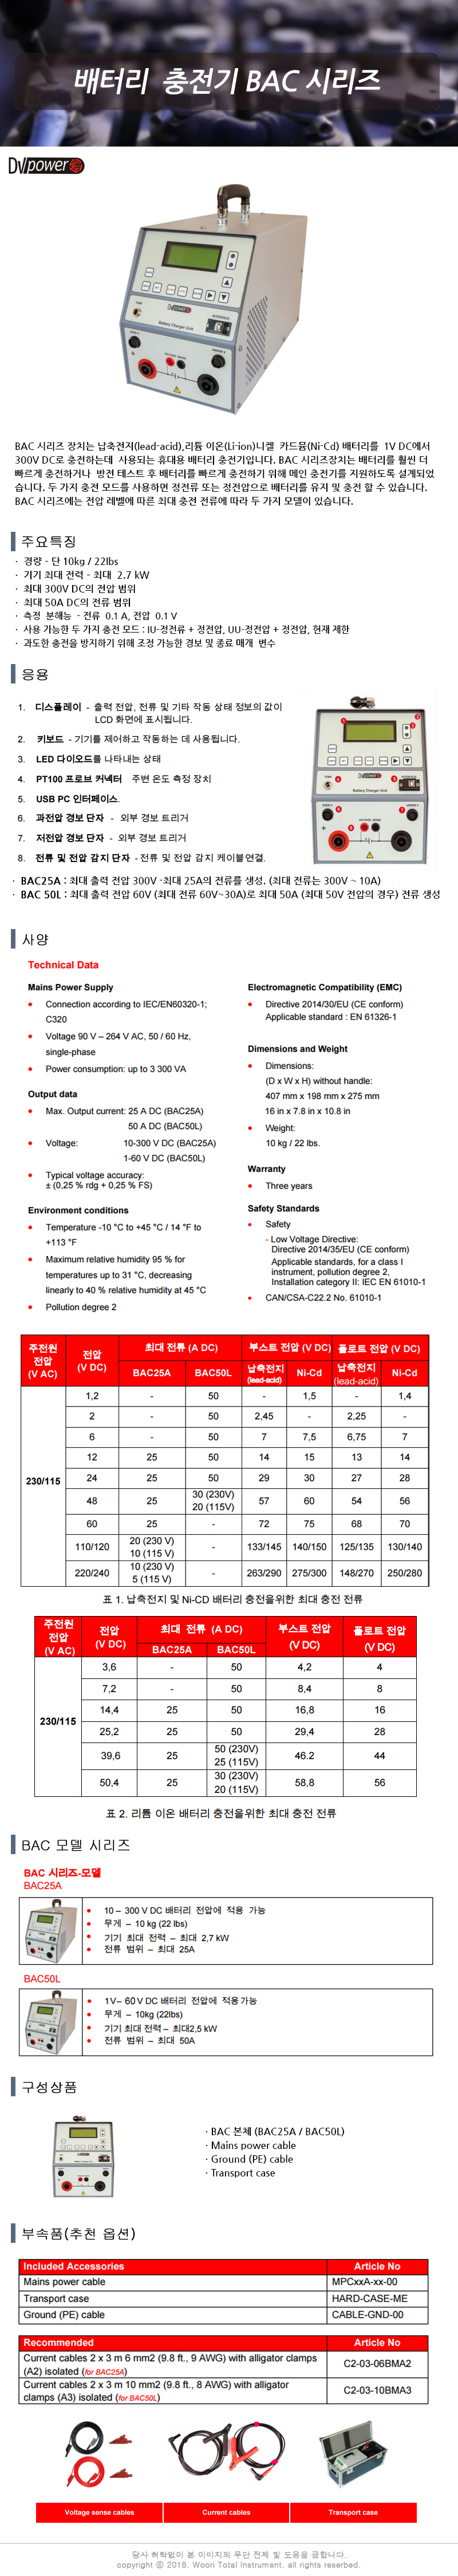 배터리 충전기 BAC 시리즈
DV power
BAC 시리즈 장치는 납축전지(lead-acid),리튬 이온(Li-ion)니켈 카드뮴(Ni-Cd) 배터리를 1V DC에서
300V DC로 충전하는데 사용되는 휴대용 배터리 충전기입니다. BAC 시리즈장치는 배터리를 훨씬 더
빠르게 충전하거나 방전 테스트 후 배터리를 빠르게 충전하기 위해 메인 충전기를 지원하도록 설계되었
습니다. 두 가지 충전 모드를 사용하면 정전류 또는 정전압으로 배터리를 유지 및 충전 할 수 있습니다.
BAC 시리즈에는 전압 레벨에 따른 최대 충전 전류에 따라 두 가지 모델이 있습니다.
주요특징
· 경량 – 단 10kg / 22lbs
· 기기 최대 전력 – 최대 2.7 kW
· 최대 300V DC의 전압 범위
· 최대 50A DC의 전류 범위
· 측정 분해능 – 전류 0.1 A, 전압 0.1 V
· 사용 가능한 두 가지 충전 모드 : IU-정전류 + 정전압, UU-정전압 + 정전압, 현재 제한
· 과도한 충전을 방지하기 위해 조정 가능한 경보 및 종료 매개 변수
응용
1. 디스플레이 - 출력 전압, 전류 및 기타 작동 상태 정보의 값이
LCD 화면에 표시됩니다.
2. 키보드 - 기기를 제어하고 작동하는 데 사용됩니다.
3. LED 다이오드를 나타내는 상태
4. PT100 프로브 커넥터 주변 온도 측정 장치
5. USB PC 인터페이스.
6. 과전압 경보 단자 - 외부 경보 트리거
7. 저전압 경보 단자 - 외부 경보 트리거
8. 전류 및 전압 감지 단자 - 전류 및 전압 감지 케이블연결.
· BAC25A : 최대 출력 전압 300V -최대 25A의 전류를 생성. (최대 전류는 300V ~ 10A)
· BAC 50L : 최대 출력 전압 60V (최대 전류 60V~30A)로 최대 50A (최대 50V 전압의 경우) 전류 생성
사양
Technical Data
Mains Power Supply
• Connection according to IEC/EN60320-1;
C320
• Voltage 90 V – 264 V AC, 50 / 60 Hz,
single-phase
• Power consumption: up to 3 300 VA
Output data
• Max. Output current: 25 A DC (BAC25A)
50 A DC (BAC50L)
• Voltage: 10-300 V DC (BAC25A)
1-60 V DC (BAC50L)
• Typical voltage accuracy:
± (0,25 % rdg + 0,25 % FS)
Environment conditions
• Temperature -10 °C to +45 °C / 14 °F to
+113 °F
• Maximum relative humidity 95 % for
temperatures up to 31 °C, decreasing
linearly to 40 % relative humidity at 45 °C
• Pollution degree 2
Electromagnetic Compatibility (EMC)
• Directive 2014/30/EU (CE conform)
Applicable standard : EN 61326-1
Dimensions and Weight
• Dimensions:
(D x W x H) without handle:
407 mm x 198 mm x 275 mm
16 in x 7.8 in x 10.8 in
• Weight:
10 kg / 22 lbs.
Warranty
• Three years
Safety Standards
• Safety
- Low Voltage Directive:
Directive 2014/35/EU (CE conform)
Applicable standards, for a class I
instrument, pollution degree 2,
Installation category II: IEC EN 61010-1
• CAN/CSA-C22.2 No. 61010-1
주전원 전압 (V AC) 전압 (V DC) 최대 전류 (A DC) 부스트 전압 (V DC) 플로트 전압 (V DC)
BAC25A BAC50L 납축전지 (lead-acid) Ni-Cd 납축전지 (lead-acid) Ni-Cd
230/115
1,2 - 50 - 1,5 - 1,4
2 - 50 2,45 - 2,25 -
6 - 50 7 7,5 6,75 7
12 25 50 14 15 13 14
24 25 50 29 30 27 28
48 25 30 (230V) 20 (115V) 57 60 54 56
60 25 - 72 75 68 70
110/120 20 (230 V) 10 (115 V) - 133/145 140/150 125/135 130/140
220/240 10 (230 V) 5 (115 V) - 263/290 275/300 148/270 250/280
표 1. 납축전지 및 Ni-CD 배터리 충전을위한 최대 충전 전류
주전원 전압 (V AC) 전압 (V DC) 최대 전류 (A DC) 부스트 전압 (V DC) 플로트 전압 (V DC)
BAC25A BAC50L
230/115
3,6 - 50 4,2 4
7,2 - 50 8,4 8
14,4 25 50 16,8 16
25,2 25 50 29,4 28
39,6 25 50 (230V) 25 (115V) 46.2 44
50,4 25 30 (230V) 20 (115V) 58,8 56
표 2. 리튬 이온 배터리 충전을위한 최대 충전 전류
BAC 모델 시리즈
BAC 시리즈-모델
BAC25A
• 10 – 300 V DC 배터리 전압에 적용 가능
• 무게 – 10 kg (22 lbs)
• 기기 최대 전력 – 최대 2,7 kW
• 전류 범위 – 최대 25A
BAC50L
• 1V– 60 V DC 배터리 전압에 적용가능
• 무게 – 10kg (22lbs)
• 기기 최대 전력 – 최대2,5 kW
• 전류 범위 – 최대 50A
구성상품
· BAC 본체 (BAC25A / BAC50L)
· Mains power cable
· Ground (PE) cable
· Transport case
부속품(추천 옵션)
Included Accessories Article No
Mains power cable MPCxxA-xx-00
Transport case HARD-CASE-ME
Ground (PE) cable CABLE-GND-00
Recommended Article No
Current cables 2 x 3 m 6 mm2 (9.8 ft., 9 AWG) with alligator clamps
(A2) isolated (for BAC25A) C2-03-06BMA2
Current cables 2 x 3 m 10 mm2 (9.8 ft., 8 AWG) with alligator
clamps (A3) isolated (for BAC50L) C2-03-10BMA3
Voltage sense cables Current cables Transport case
당사 허락없이 본 이미지의 무단 전제 및 도용을 금합니다.
copyright ⓒ 2018. Woori Total Instrument. all rights reserbed.